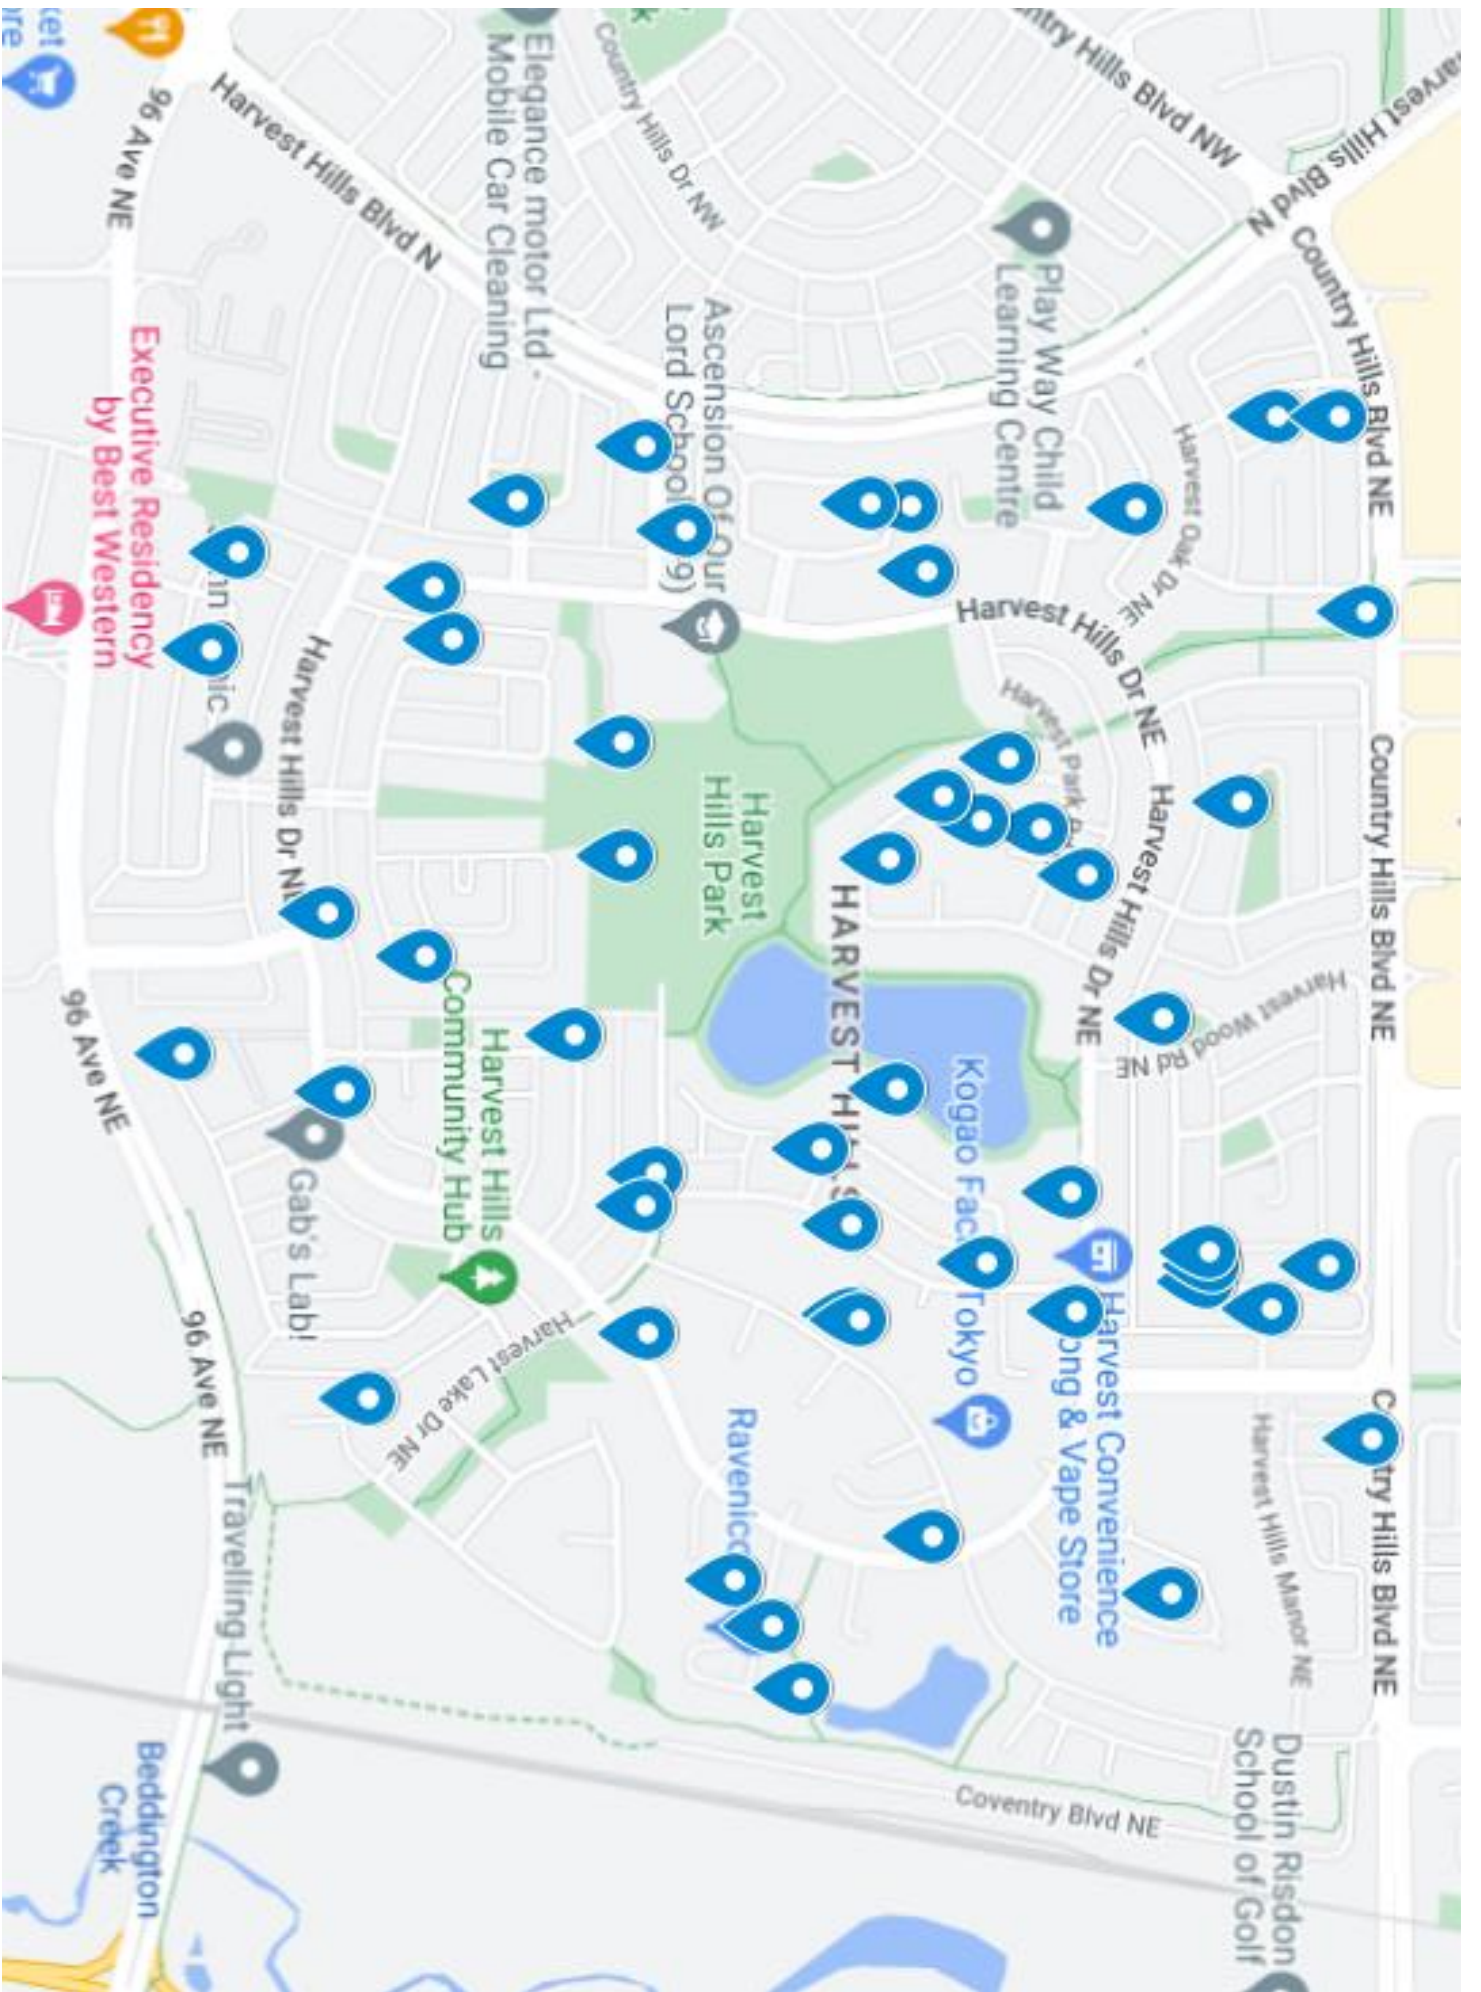 Country Hills Blvd NW
Harvest Hills Blvd N
Country Hills Blvd NE
Country Hills Blvd NE
Hills Blvd NE
Harvest Oak Dr NE
Harvest Hills Dr NE
Harvest Hills Dr NE
Harvest Park
Harvest Wood Rd NE
Harvest Hills Manor NE
Dustin Risdon
School of Golf
Coventry Blvd NE
Play Way Child
Learning Centre
Country Hills Dr NW
Elegance motor Ltd -
Mobile Car Cleaning
Ascension Of Our
Lord School
Harvest
Hills Park
HARVEST HILLS
Kogao Tokyo
Harvest Convenience
& Vape Store
Harvest Hills Blvd N
96 Ave NE
Executive Residency
by Best Western
Harvest Hills Dr NE
Harvest Hills
Community Hub
Gab's Lab!
Harvest Lake Dr NE
96 Ave NE
96 Ave NE
Travelling Light
Beddington
Creek